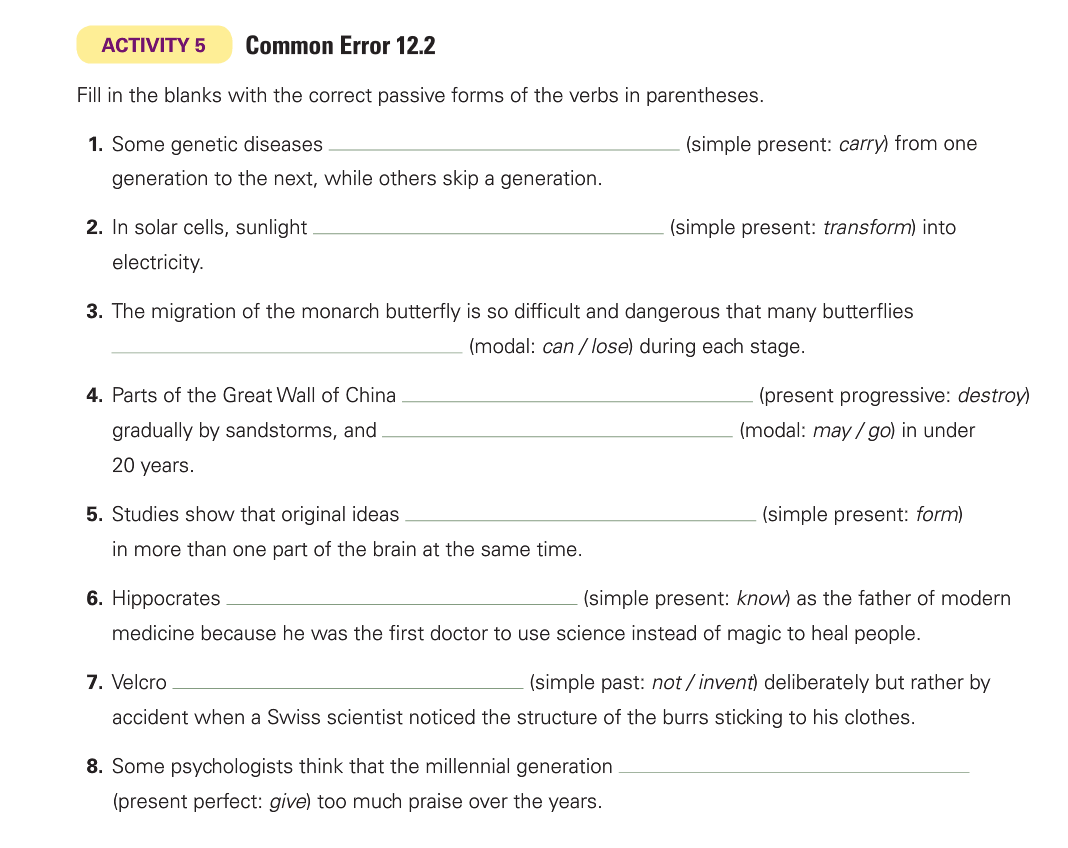 ACTIVITY 5 Common Error 12.2
Fill in the blanks with the correct passive forms of the verbs in parentheses.
1. Some genetic diseases ______________ (simple present: carry) from one
generation to the next, while others skip a generation.
2. In solar cells, sunlight ______________ (simple present: transform) into
electricity.
3. The migration of the monarch butterfly is so difficult and dangerous that many butterflies
______________ (modal: can / lose) during each stage.
4. Parts of the Great Wall of China ______________ (present progressive: destroy)
gradually by sandstorms, and ______________ (modal: may / go) in under
20 years.
5. Studies show that original ideas ______________ (simple present: form)
in more than one part of the brain at the same time.
6. Hippocrates ______________ (simple present: know) as the father of modern
medicine because he was the first doctor to use science instead of magic to heal people.
7. Velcro ______________ (simple past: not / invent) deliberately but rather by
accident when a Swiss scientist noticed the structure of the burrs sticking to his clothes.
8. Some psychologists think that the millennial generation ______________
(present perfect: give) too much praise over the years.